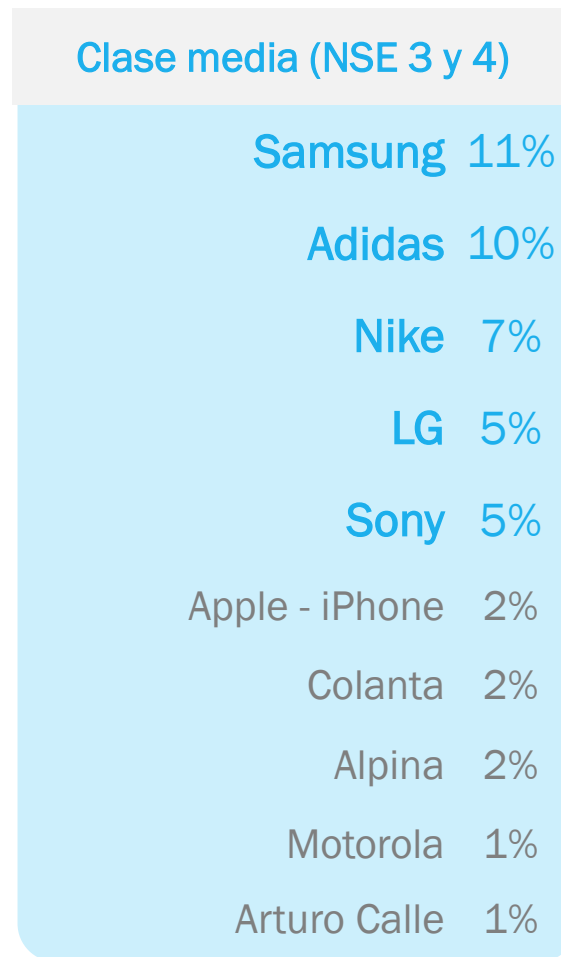 Clase media (NSE 3 y 4)
Samsung 11%
Adidas 10%
Nike 7%
LG 5%
Sony 5%
Apple - iPhone 2%
Colanta 2%
Alpina 2%
Motorola 1%
Arturo Calle 1%